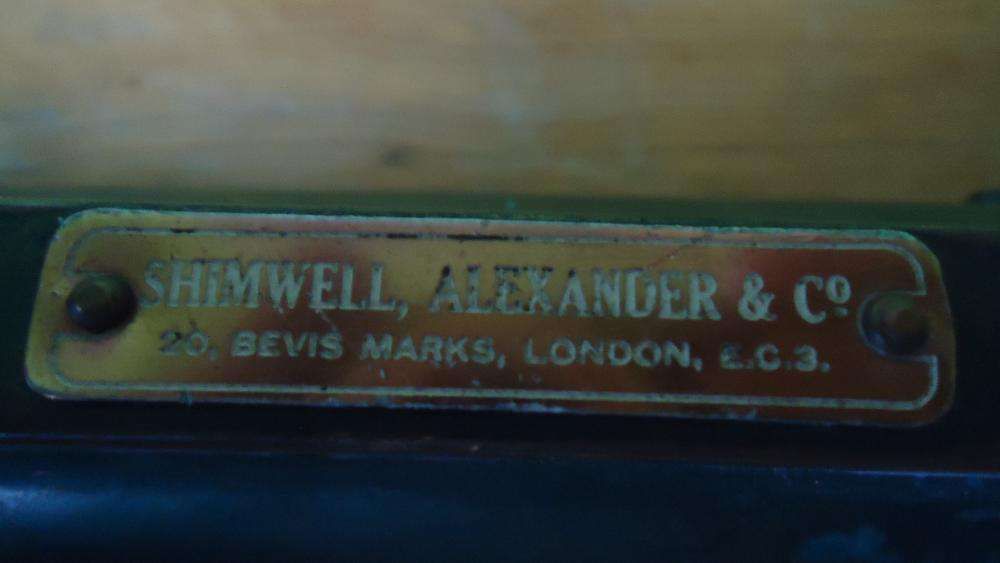 SHIMWELL, ALEXANDER & Cº
20, BEVIS MARKS, LONDON, E.C.3.